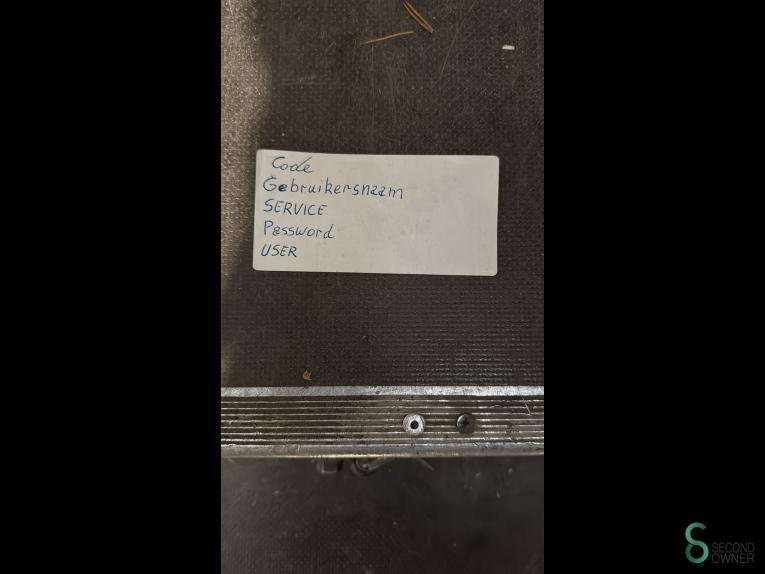 Code
Gebruikersnaam
SERVICE
Password
USER
SECOND
OWNER